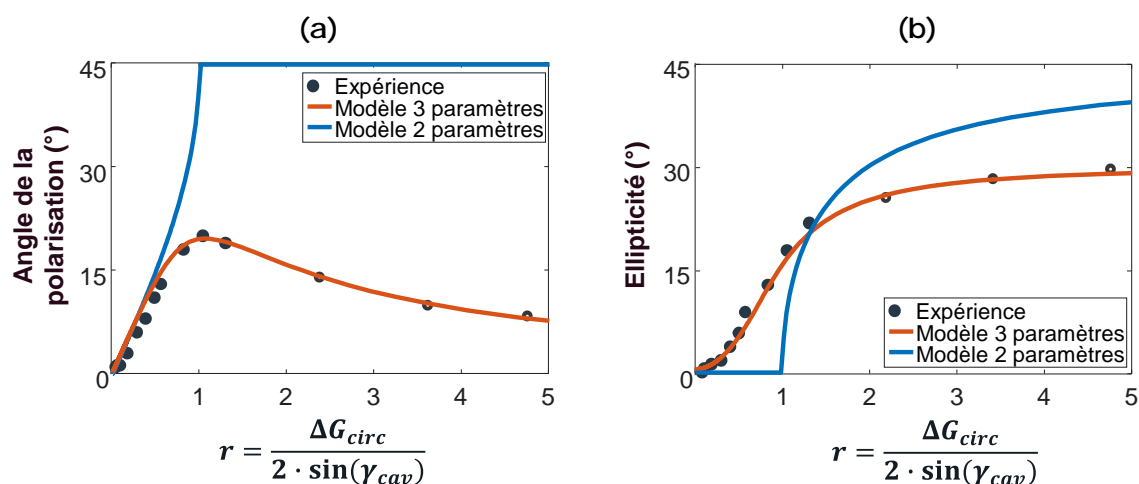 (a)
Angle de la
polarisation (°)
45
30
15
0
Expérience
Modèle 3 paramètres
Modèle 2 paramètres
1 2 3 4 5
r = ΔG_circ / (2 · sin(γ_cav))
(b)
Ellipticité (°)
45
30
15
0
Expérience
Modèle 3 paramètres
Modèle 2 paramètres
1 2 3 4 5
r = ΔG_circ / (2 · sin(γ_cav))